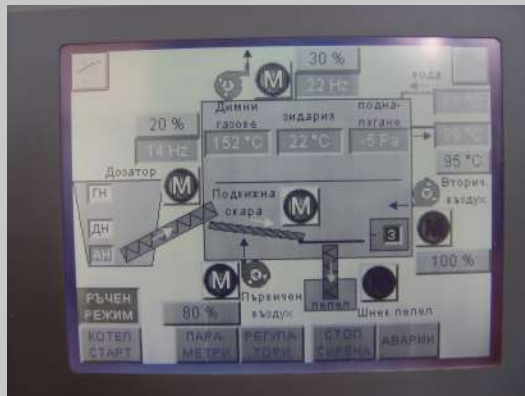 30 %
22 Hz
вода
Димни
газове
зидария
подна-
лягане
20 %
14 Hz
152 °C
22 °C
-5 Pa
95 °C
Дозатор
ГН
ДН
АН
M
M
M
M
Подвижна
скара
Вторич.
въздух
3
100 %
Първичен
въздух
80 %
пепел
Шнек пепел
РЪЧЕН
РЕЖИМ
КОТЕЛ
СТАРТ
ПАРА-
МЕТРИ
РЕГУЛА-
ТОРИ
СТОП
СИРЕНА
АВАРИИ